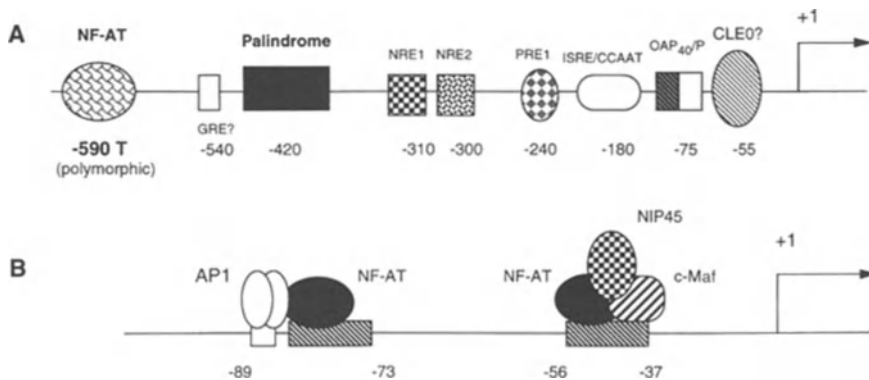 +1
A
NF-AT
Palindrome
NRE1 NRE2
PRE1
ISRE/CCAAT
OAP40/P
CLE0?
GRE?
-590 T
(polymorphic)
-540 -420 -310 -300 -240 -180 -75 -55
NIP45
+1
B
AP1
NF-AT
NF-AT
c-Maf
-89 -73 -56 -37